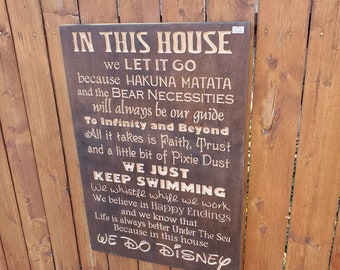 IN THIS HOUSE
we LET IT GO
because HAKUNA MATATA
and the BEAR NECESSITIES
will always be our guide
To Infinity and Beyond
All it takes is Faith, Trust
and a little bit of Pixie Dust
WE JUST
KEEP SWIMMING
We whistle while we work
We believe in Happy Endings
and we know that
Life is always better Under The Sea
Because in this house
WE DO DISNEY